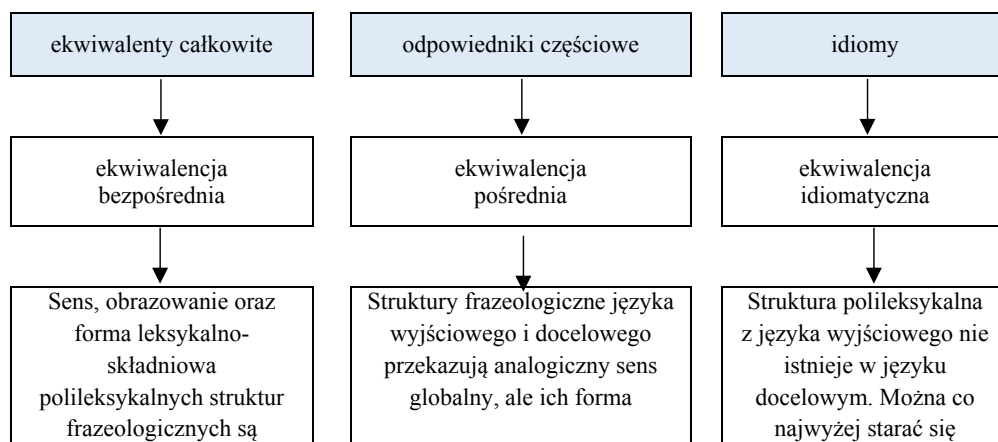 ekwiwalenty całkowite
odpowiedniki częściowe
idiomy
ekwiwalencja
bezpośrednia
ekwiwalencja
pośrednia
ekwiwalencja
idiomatyczna
Sens, obrazowanie oraz
forma leksykalno-
składniowa
polileksykalnych struktur
frazeologicznych są
Struktury frazeologiczne języka
wyjściowego i docelowego
przekazują analogiczny sens
globalny, ale ich forma
Struktura polileksykalna
z języka wyjściowego nie
istnieje w języku
docelowym. Można co
najwyżej starać się